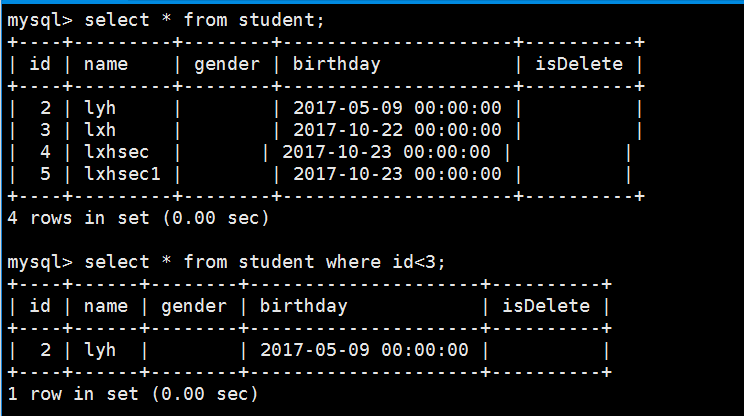 mysql> select * from student;
+----+---------+--------+---------------------+----------+
| id | name    | gender | birthday            | isDelete |
+----+---------+--------+---------------------+----------+
|  2 | lyh     |        | 2017-05-09 00:00:00 |          |
|  3 | lxh     |        | 2017-10-22 00:00:00 |          |
|  4 | lxhsec  |       | 2017-10-23 00:00:00 |          |
|  5 | lxhsec1 |        | 2017-10-23 00:00:00 |         |
+----+---------+--------+---------------------+----------+
4 rows in set (0.00 sec)

mysql> select * from student where id<3;
+----+------+--------+---------------------+----------+
| id | name | gender | birthday            | isDelete |
+----+------+--------+---------------------+----------+
|  2 | lyh  |        | 2017-05-09 00:00:00 |          |
+----+------+--------+---------------------+----------+
1 row in set (0.00 sec)